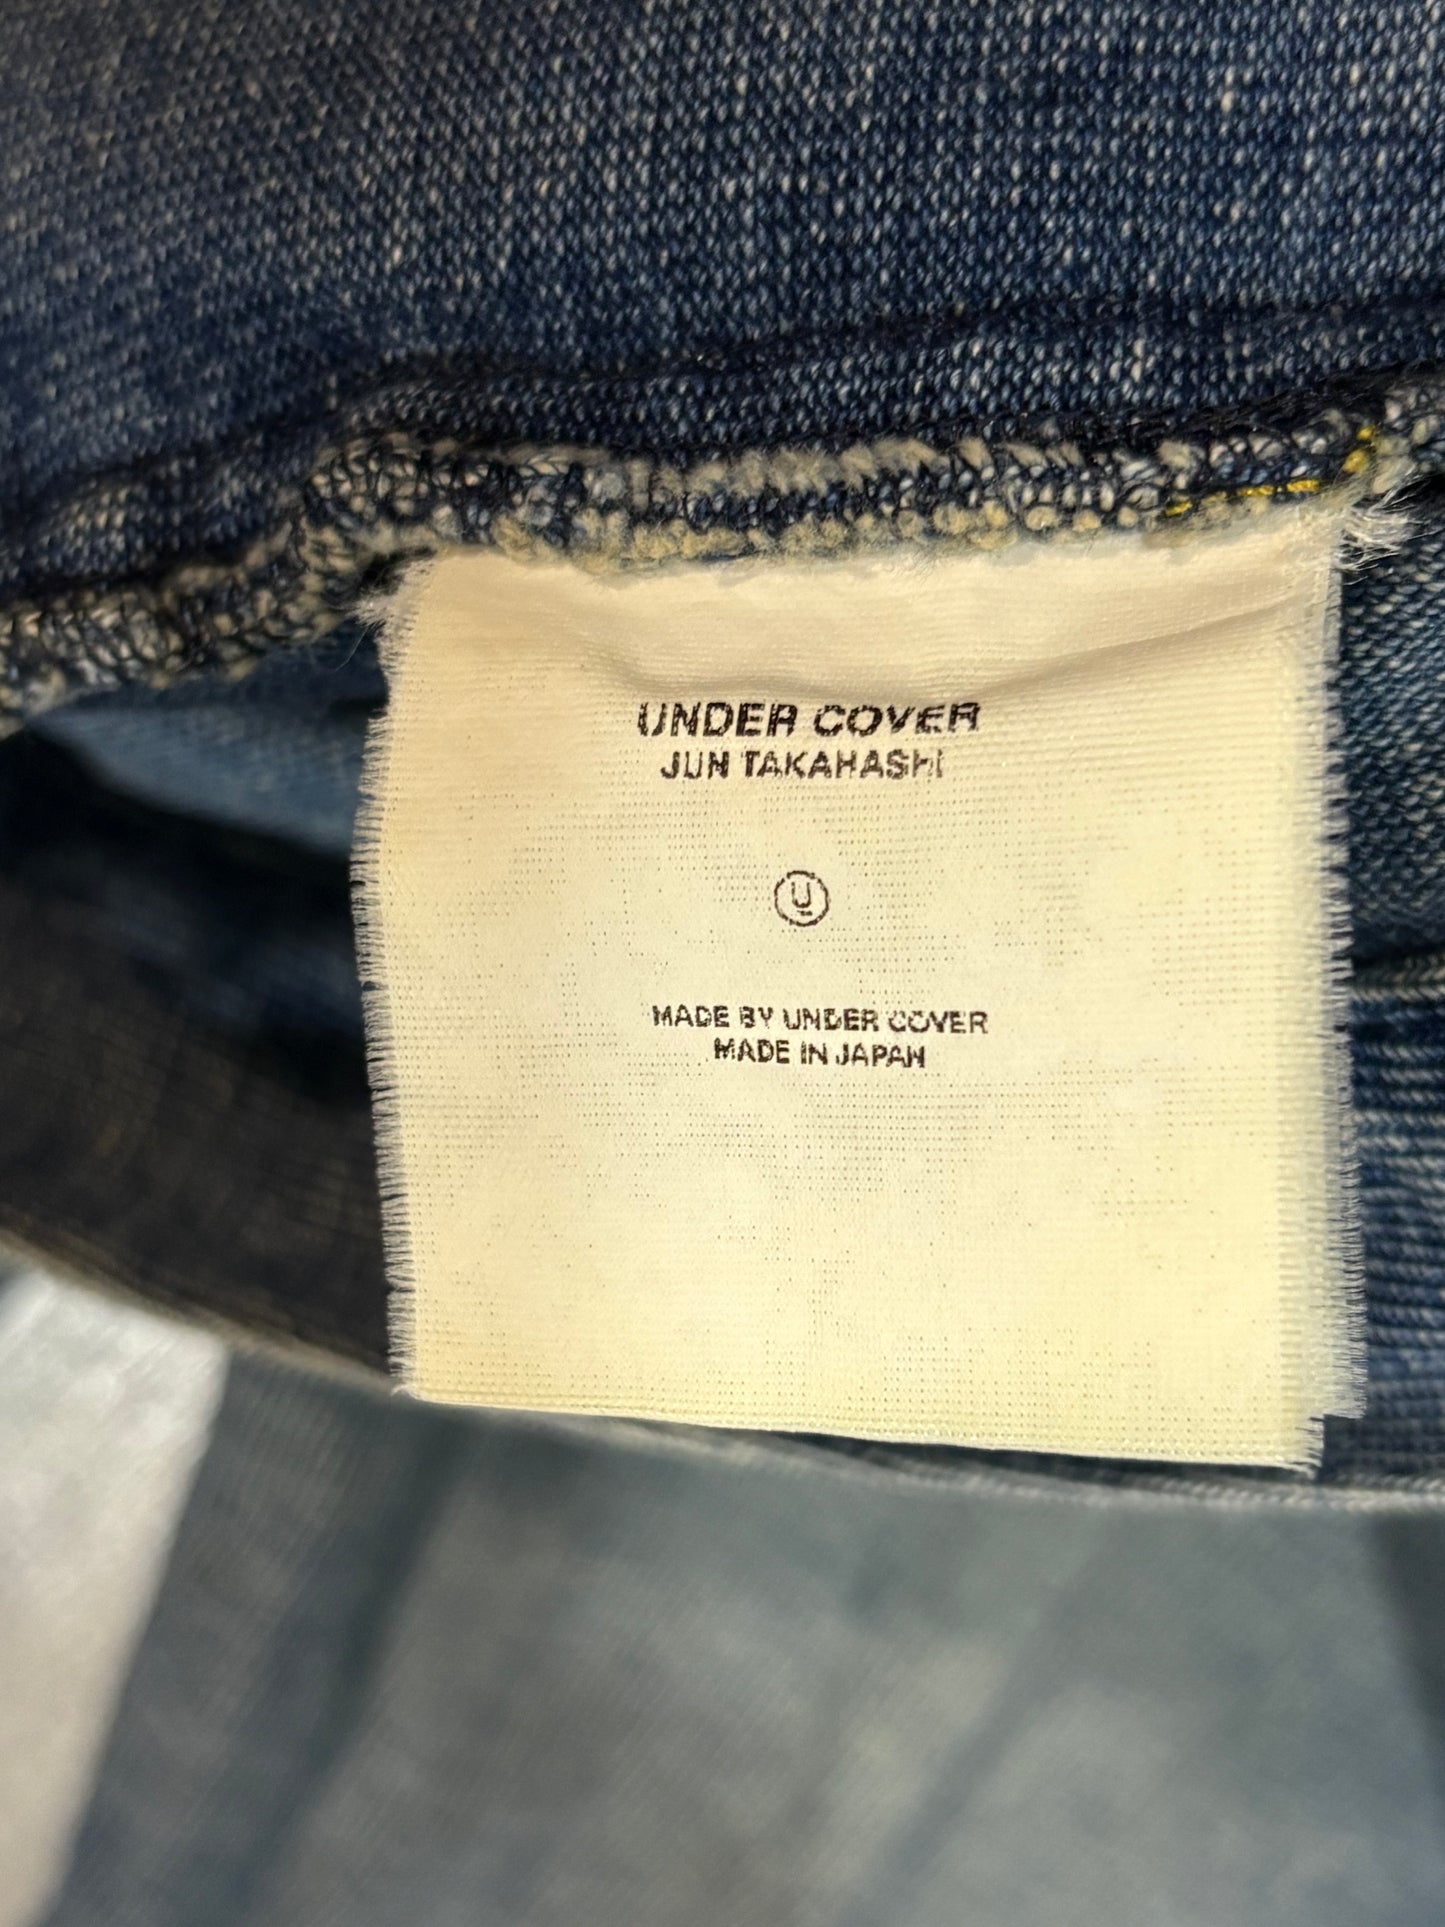 UNDER COVER
JUN TAKAHASHI
U
MADE BY UNDER COVER
MADE IN JAPAN